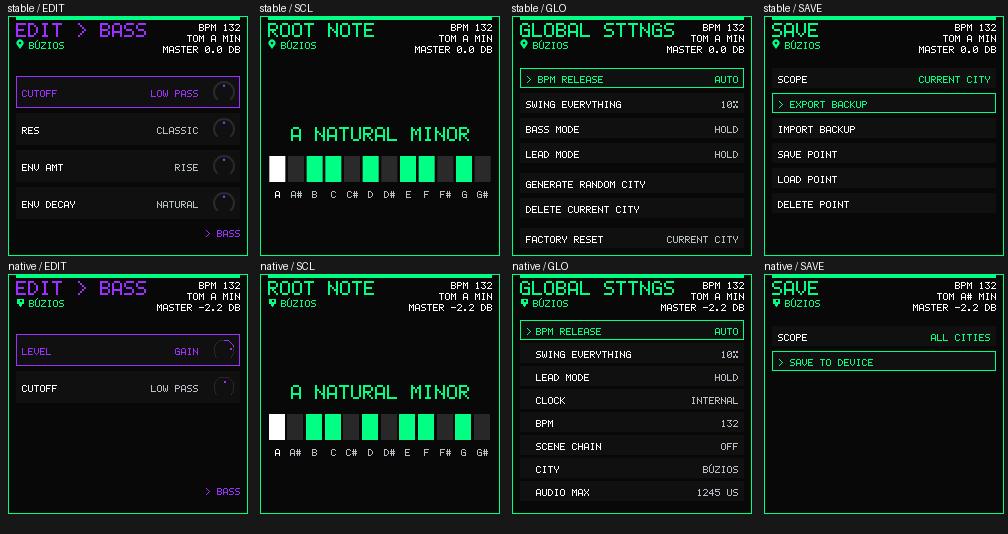 stable / EDIT
EDIT > BASS
BÚZIOS
BPM 132
TOM A MIN
MASTER 0.0 DB
CUTOFF LOW PASS
RES CLASSIC
ENV AMT RISE
ENV DECAY NATURAL
> BASS
stable / SCL
ROOT NOTE
BÚZIOS
BPM 132
TOM A MIN
MASTER 0.0 DB
A NATURAL MINOR
A A# B C C# D D# E F F# G G#
stable / GLO
GLOBAL STTNGS
BÚZIOS
BPM 132
TOM A MIN
MASTER 0.0 DB
> BPM RELEASE AUTO
SWING EVERYTHING 10%
BASS MODE HOLD
LEAD MODE HOLD
GENERATE RANDOM CITY
DELETE CURRENT CITY
FACTORY RESET CURRENT CITY
stable / SAVE
SAVE
BÚZIOS
BPM 132
TOM A MIN
MASTER 0.0 DB
SCOPE CURRENT CITY
> EXPORT BACKUP
IMPORT BACKUP
SAVE POINT
LOAD POINT
DELETE POINT
native / EDIT
EDIT > BASS
BÚZIOS
BPM 132
TOM A MIN
MASTER -2.2 DB
LEVEL GAIN
CUTOFF LOW PASS
> BASS
native / SCL
ROOT NOTE
BÚZIOS
BPM 132
TOM A MIN
MASTER -2.2 DB
A NATURAL MINOR
A A# B C C# D D# E F F# G G#
native / GLO
GLOBAL STTNGS
BÚZIOS
BPM 132
TOM A MIN
MASTER -2.2 DB
> BPM RELEASE AUTO
SWING EVERYTHING 10%
LEAD MODE HOLD
CLOCK INTERNAL
BPM 132
SCENE CHAIN OFF
CITY BÚZIOS
AUDIO MAX 1245 US
native / SAVE
SAVE
BÚZIOS
BPM 132
TOM A# MIN
MASTER -2.2 DB
SCOPE ALL CITIES
> SAVE TO DEVICE